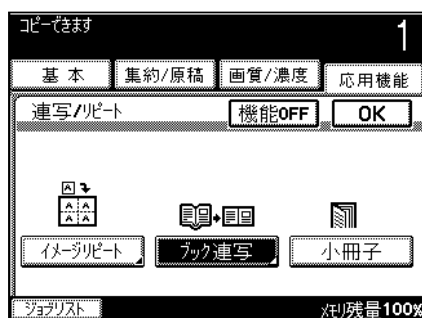 コピーできます
1
基本 集約/原稿 画質/濃度 応用機能
連写/リピート 機能OFF OK
A
A A
A A
イメージリピート ブック連写 小冊子
ジョブリスト メモリ残量100%